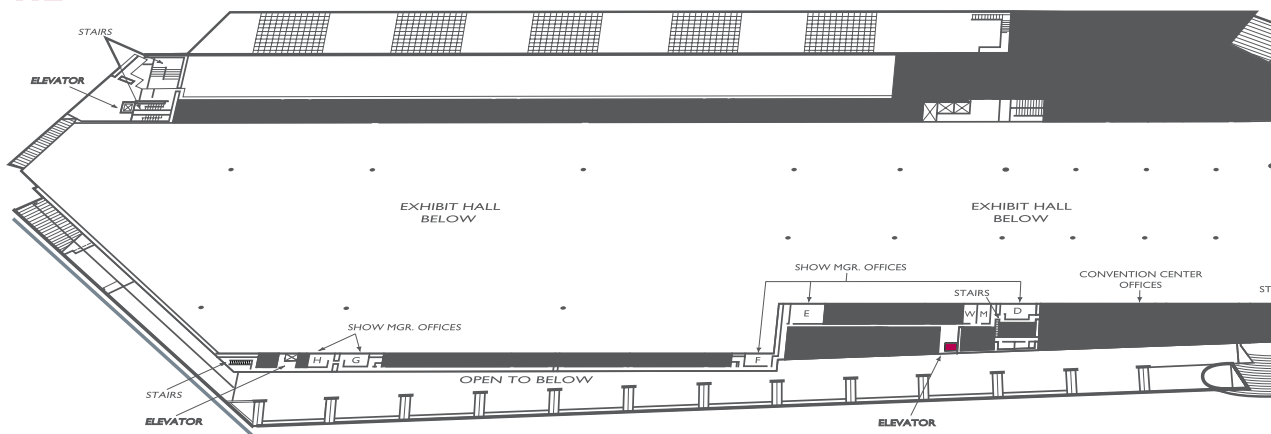 STAIRS
ELEVATOR
EXHIBIT HALL
BELOW
EXHIBIT HALL
BELOW
SHOW MGR. OFFICES
CONVENTION CENTER
OFFICES
STAIRS
ST
E
W M
D
SHOW MGR. OFFICES
H
G
F
STAIRS
OPEN TO BELOW
ELEVATOR
ELEVATOR